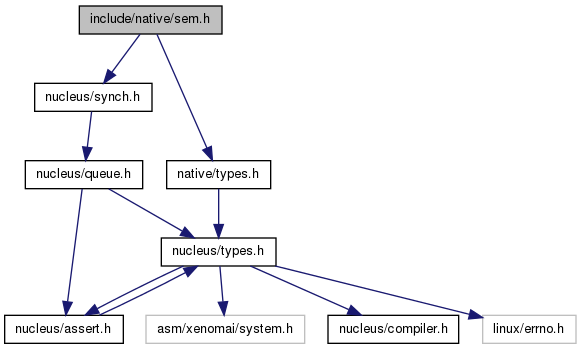 include/native/sem.h
nucleus/synch.h
nucleus/queue.h
native/types.h
nucleus/types.h
nucleus/assert.h
asm/xenomai/system.h
nucleus/compiler.h
linux/errno.h